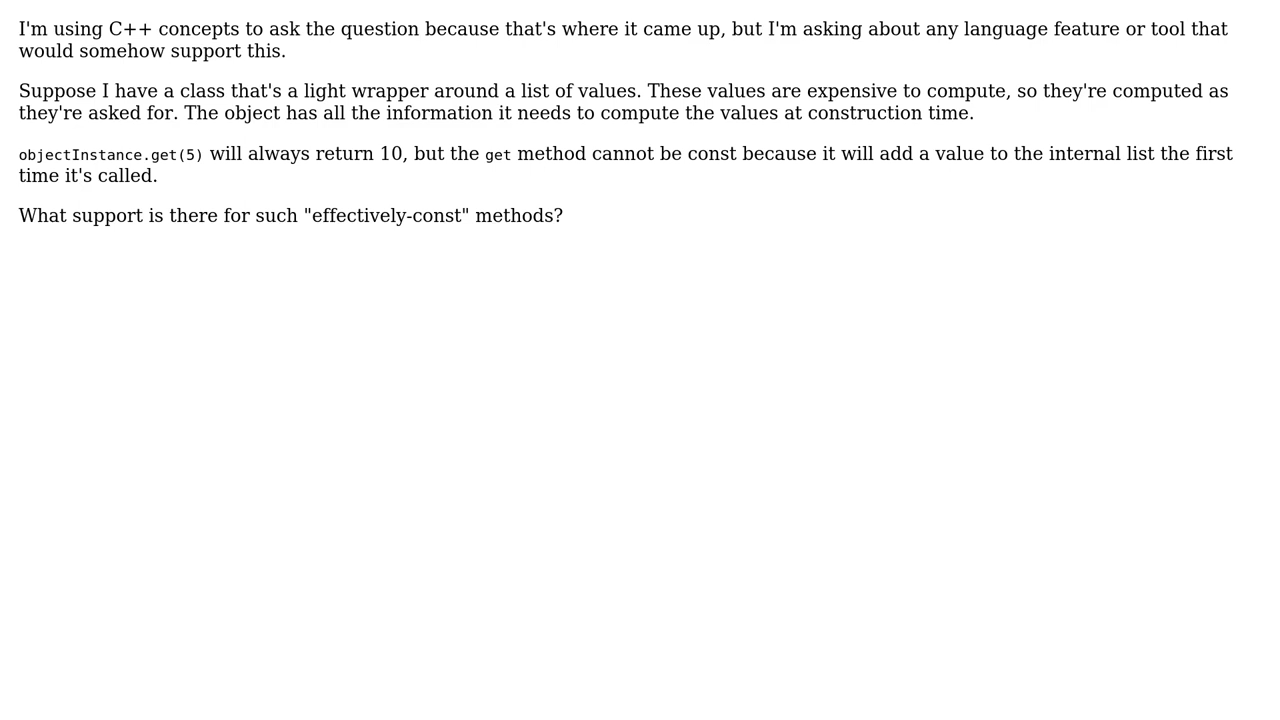 I'm using C++ concepts to ask the question because that's where it came up, but I'm asking about any language feature or tool that
would somehow support this.
Suppose I have a class that's a light wrapper around a list of values. These values are expensive to compute, so they're computed as
they're asked for. The object has all the information it needs to compute the values at construction time.
objectInstance.get(5) will always return 10, but the get method cannot be const because it will add a value to the internal list the first
time it's called.
What support is there for such "effectively-const" methods?